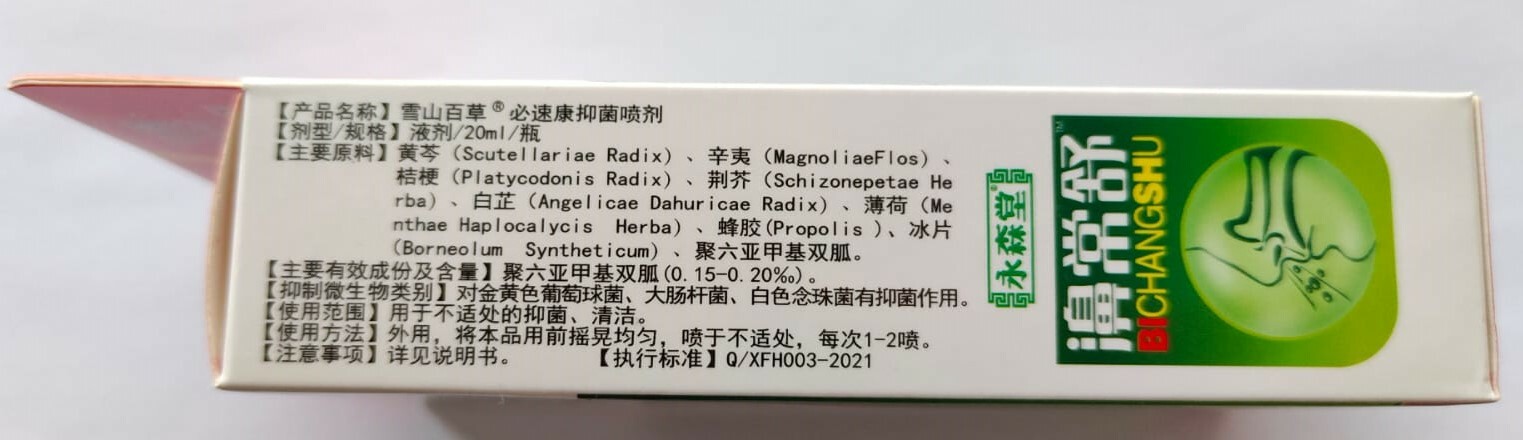 【产品名称】雪山百草®必速康抑菌喷剂
【剂型/规格】液剂/20ml/瓶
【主要原料】黄芩（Scutellariae Radix）、辛夷（MagnoliaeFlos）、
桔梗（Platycodonis Radix）、荆芥（Schizonepetae He
rba）、白芷（Angelicae Dahuricae Radix）、薄荷（Me
nthae Haplocalycis Herba）、蜂胶(Propolis )、冰片
(Borneolum Syntheticum）、聚六亚甲基双胍。
【主要有效成份及含量】聚六亚甲基双胍(0.15-0.20‰)。
【抑制微生物类别】对金黄色葡萄球菌、大肠杆菌、白色念珠菌有抑菌作用。
【使用范围】用于不适处的抑菌、清洁。
【使用方法】外用，将本品用前摇晃均匀，喷于不适处，每次1-2喷。
【注意事项】详见说明书。 【执行标准】Q/XFH003-2021
永森堂®
鼻常舒™
BICHANGSHU